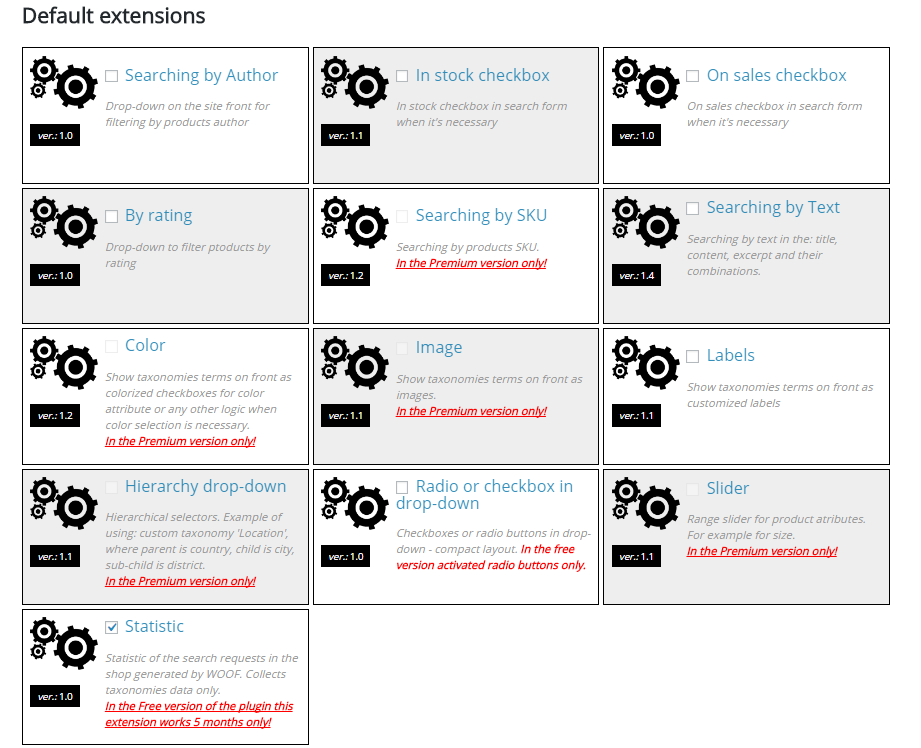 Default extensions
Searching by Author
Drop-down on the site front for
filtering by products author
ver.: 1.0
In stock checkbox
In stock checkbox in search form
when it's necessary
ver.: 1.1
On sales checkbox
On sales checkbox in search form
when it's necessary
ver.: 1.0
By rating
Drop-down to filter ptoducts by
rating
ver.: 1.0
Searching by SKU
Searching by products SKU.
In the Premium version only!
ver.: 1.2
Searching by Text
Searching by text in the: title,
content, excerpt and their
combinations.
ver.: 1.4
Color
Show taxonomies terms on front as
colorized checkboxes for color
attribute or any other logic when
color selection is necessary.
In the Premium version only!
ver.: 1.2
Image
Show taxonomies terms on front as
images.
In the Premium version only!
ver.: 1.1
Labels
Show taxonomies terms on front as
customized labels
ver.: 1.1
Hierarchy drop-down
Hierarchical selectors. Example of
using: custom taxonomy 'Location',
where parent is country, child is city,
sub-child is district.
In the Premium version only!
ver.: 1.1
Radio or checkbox in
drop-down
Checkboxes or radio buttons in drop-
down - compact layout. In the free
version activated radio buttons only.
ver.: 1.0
Slider
Range slider for product atributes.
For example for size.
In the Premium version only!
ver.: 1.1
Statistic
Statistic of the search requests in the
shop generated by WOOF. Collects
taxonomies data only.
In the Free version of the plugin this
extension works 5 months only!
ver.: 1.0